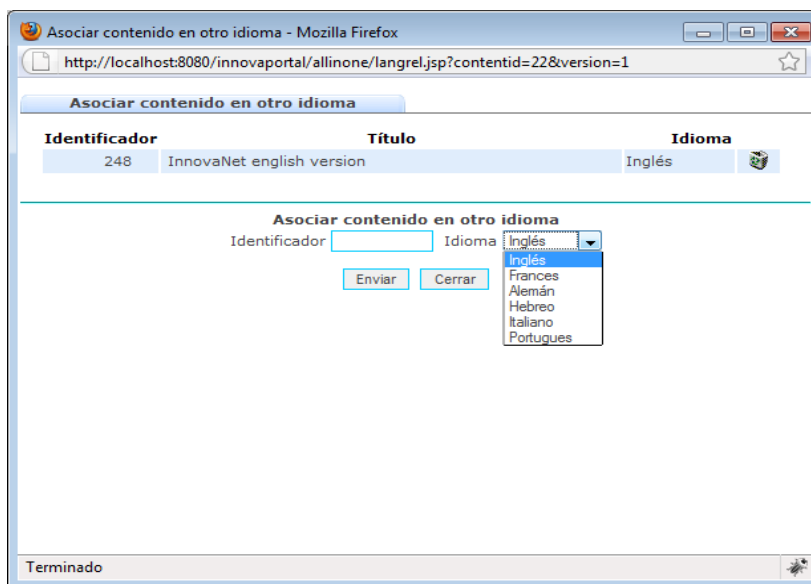 Asociar contenido en otro idioma - Mozilla Firefox
http://localhost:8080/innovaportal/allinone/langrel.jsp?contentid=22&version=1
Asociar contenido en otro idioma
Identificador Título Idioma
248 InnovaNet english version Inglés
Asociar contenido en otro idioma
Identificador Idioma Inglés
Inglés
Frances
Alemán
Hebreo
Italiano
Portugues
Enviar Cerrar
Terminado